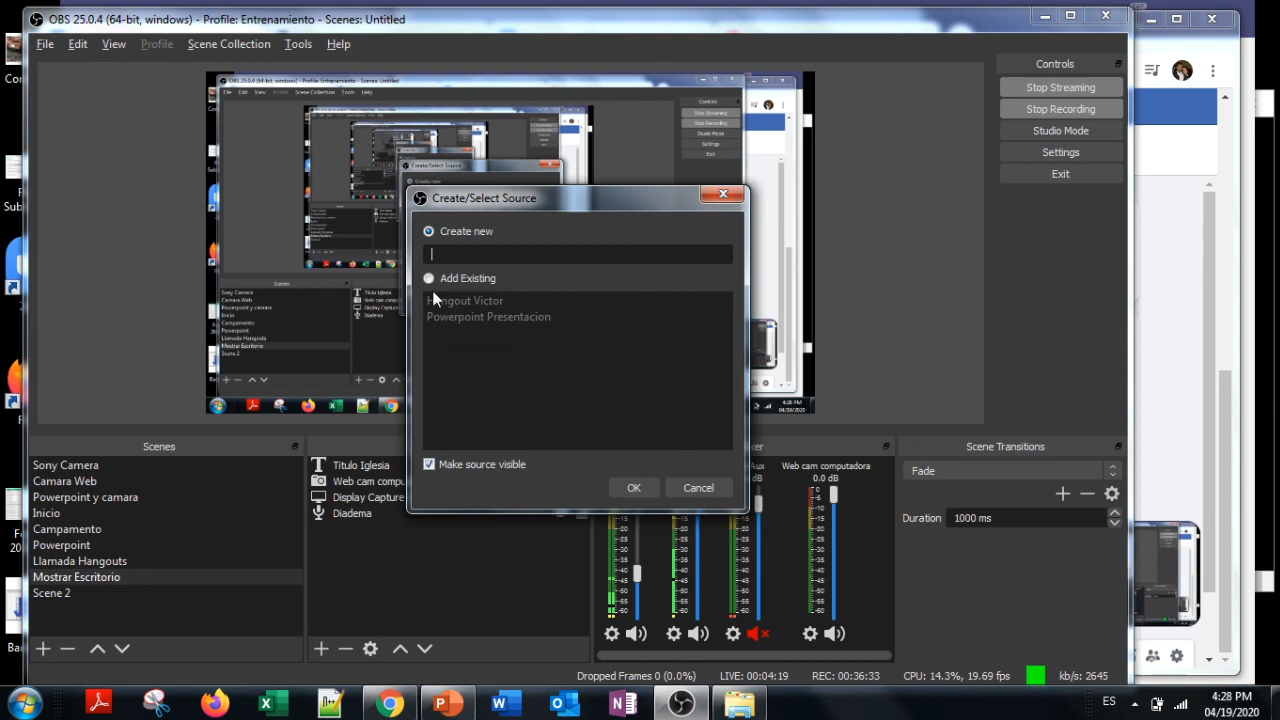 OBS 25.0.4 (64-bit, windows) - Profile: Entrenamiento - Scenes: Untitled
File Edit View Profile Scene Collection Tools Help
Controls
Stop Streaming
Stop Recording
Studio Mode
Settings
Exit
Create/Select Source
Create new
Add Existing
Hangout Victor
Powerpoint Presentacion
Make source visible
OK Cancel
Scenes
Sony Camera
Camara Web
Powerpoint y camara
Inicio
Campamento
Powerpoint
Llamada Hangouts
Mostrar Escritorio
Scene 2
Titulo Iglesia
Web cam compu
Display Capture
Diadema
Aux
dB
Web cam computadora
0.0 dB
Scene Transitions
Fade
Duration 1000 ms
Dropped Frames 0 (0.0%) LIVE: 00:04:19 REC: 00:36:33 CPU: 14.3%, 19.69 fps kb/s: 2645
ES
4:28 PM
04/19/2020